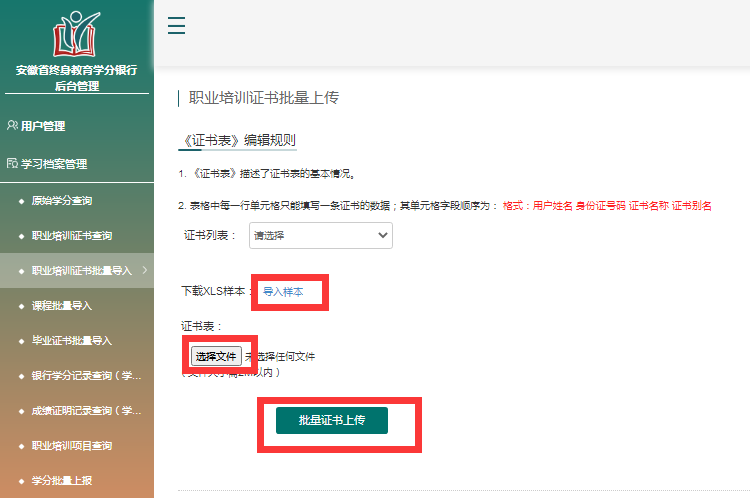 安徽省终身教育学分银行
后台管理
用户管理
学习档案管理
原始学分查询
职业培训证书查询
职业培训证书批量导入
课程批量导入
毕业证书批量导入
银行学分记录查询（学...
成绩证明记录查询（学...
职业培训项目查询
学分批量上报
职业培训证书批量上传
《证书表》编辑规则
1. 《证书表》描述了证书表的基本情况。
2. 表格中每一行单元格只能填写一条证书的数据；其单元格字段顺序为： 格式：用户姓名 身份证号码 证书名称 证书别名
证书列表： 请选择
下载XLS样本： 导入样本
证书表：
选择文件 未选择任何文件
（文件大小需2M以内）
批量证书上传